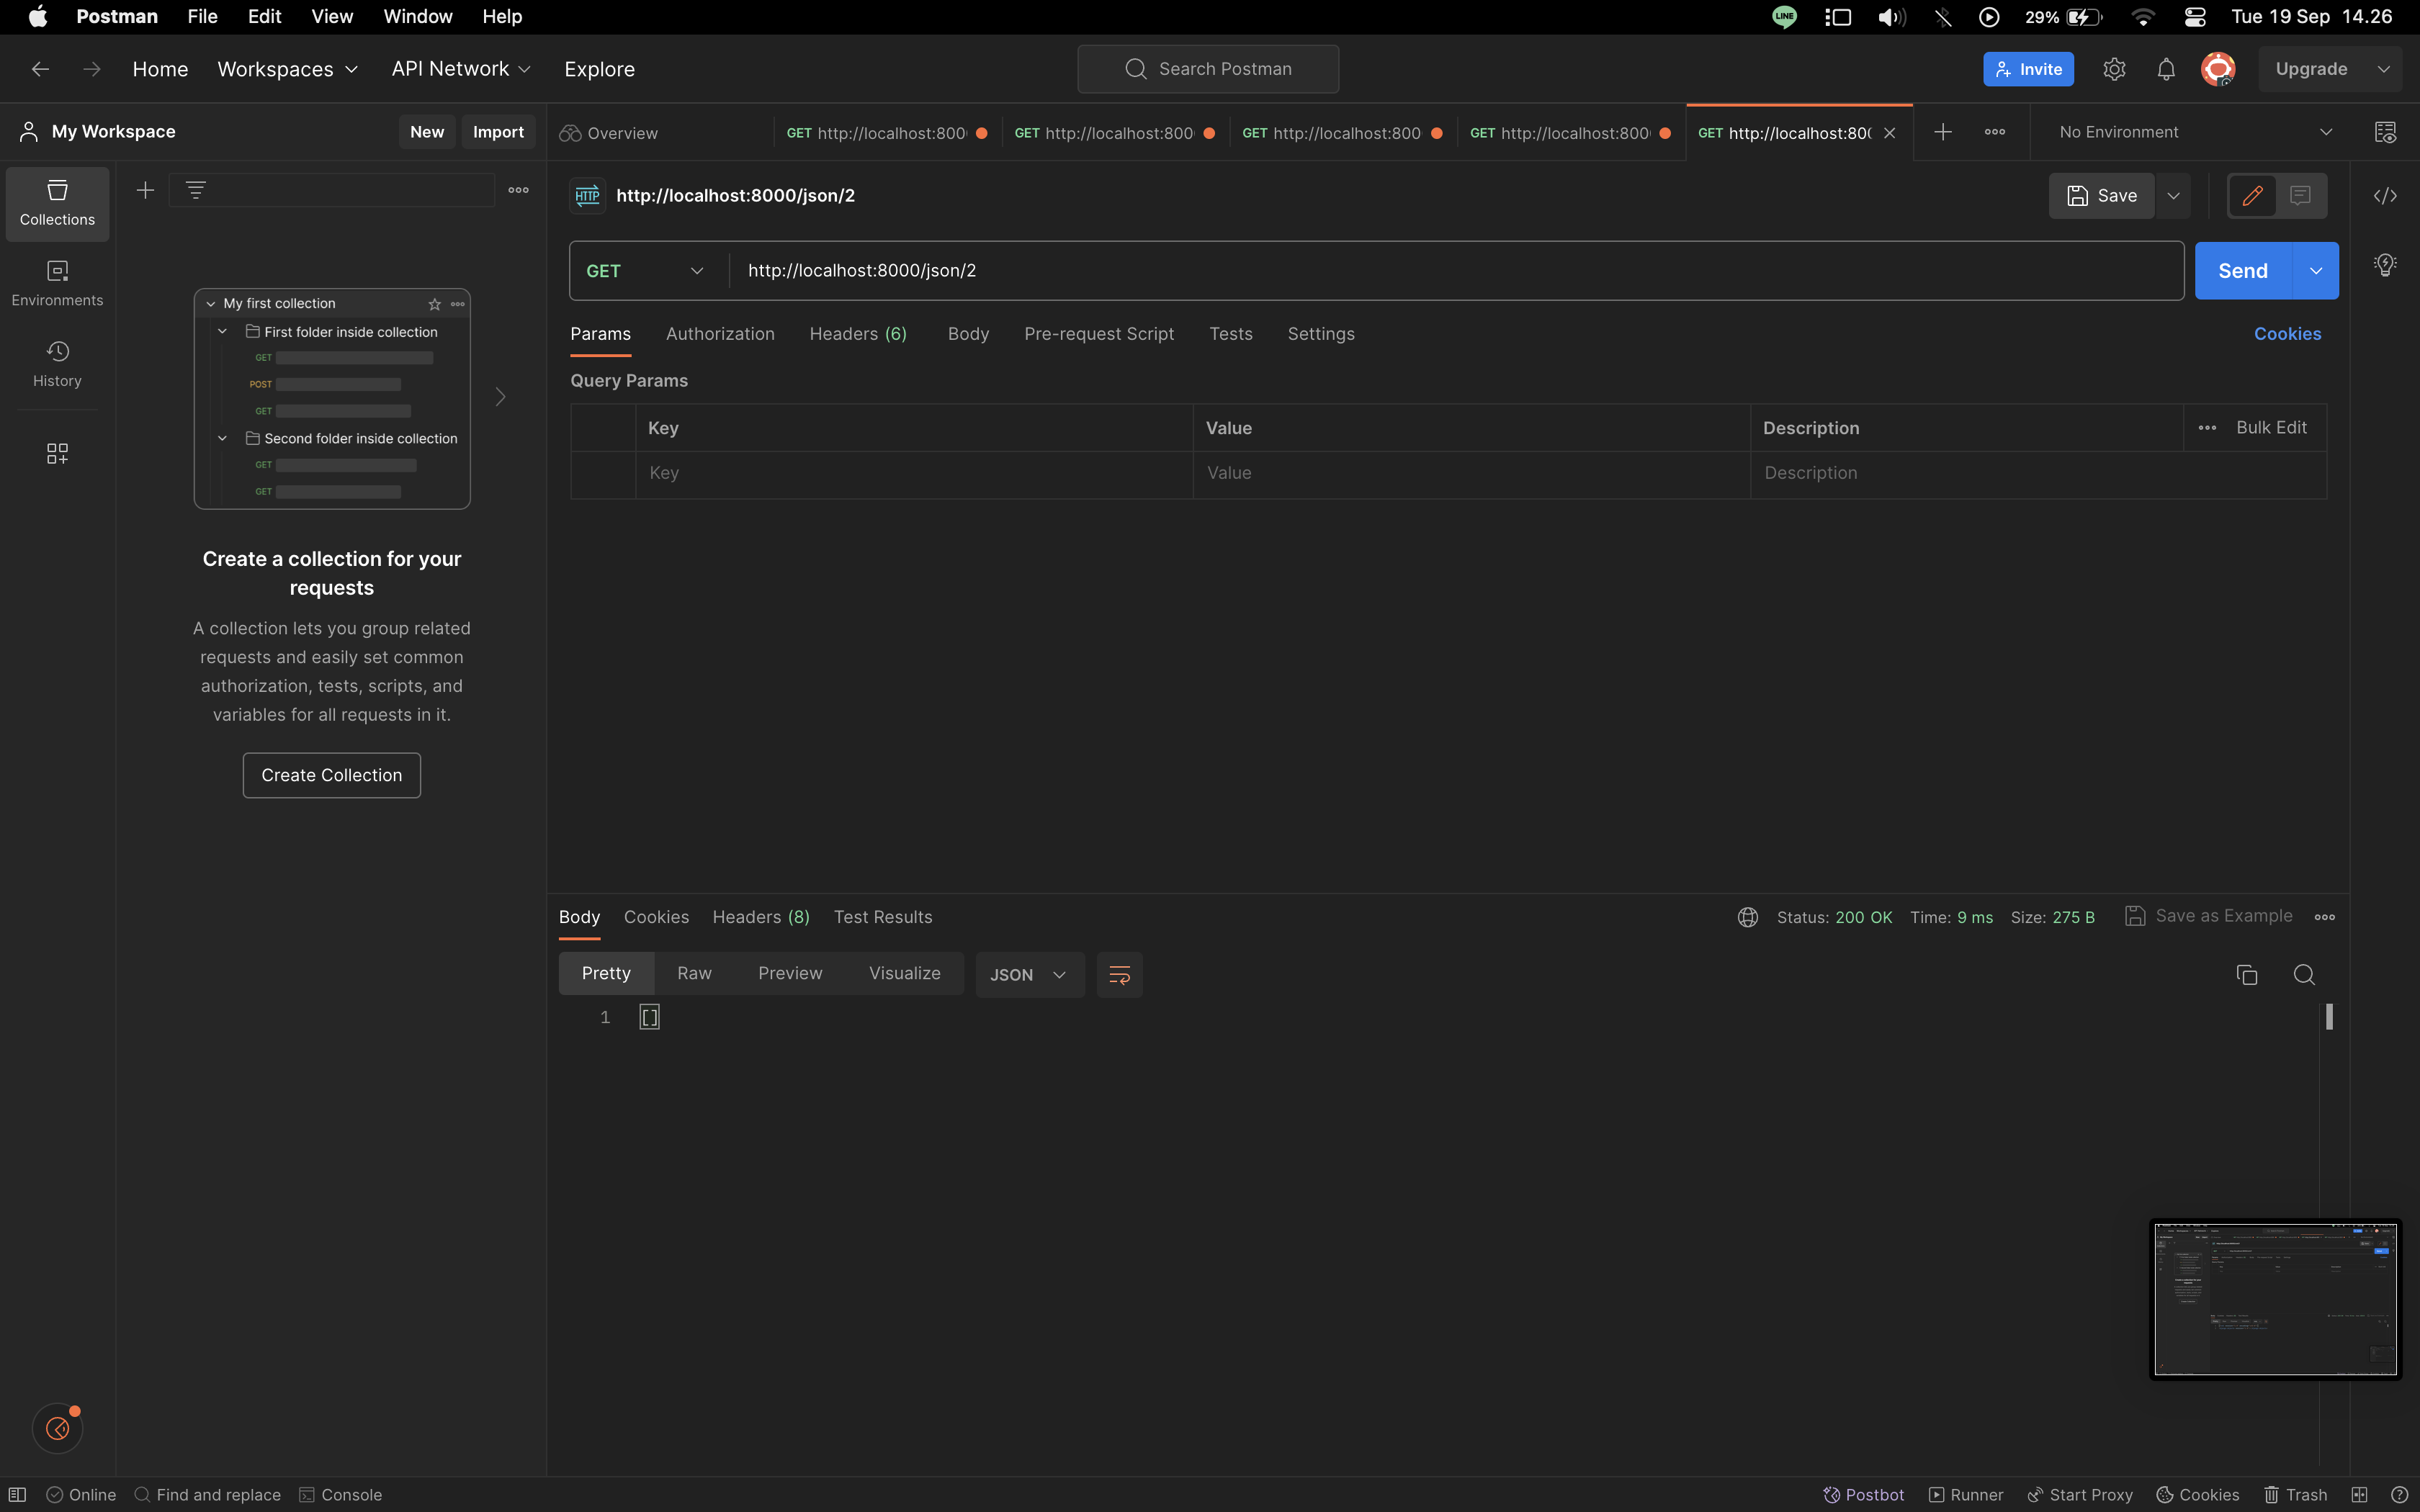 Postman File Edit View Window Help
LINE 29% Tue 19 Sep 14.26
Home Workspaces API Network Explore
Search Postman
Invite
Upgrade
My Workspace
New Import
Overview
GET http://localhost:800
GET http://localhost:800
GET http://localhost:800
GET http://localhost:800
GET http://localhost:80
No Environment
Collections
Environments
History
My first collection
First folder inside collection
GET
POST
GET
Second folder inside collection
GET
GET
Create a collection for your
requests
A collection lets you group related
requests and easily set common
authorization, tests, scripts, and
variables for all requests in it.
Create Collection
HTTP http://localhost:8000/json/2
Save
GET http://localhost:8000/json/2
Send
Params Authorization Headers (6) Body Pre-request Script Tests Settings
Cookies
Query Params
Key Value Description Bulk Edit
Key Value Description
Body Cookies Headers (8) Test Results
Status: 200 OK Time: 9 ms Size: 275 B Save as Example
Pretty Raw Preview Visualize JSON
1 []
Online Find and replace Console
Postbot Runner Start Proxy Cookies Trash